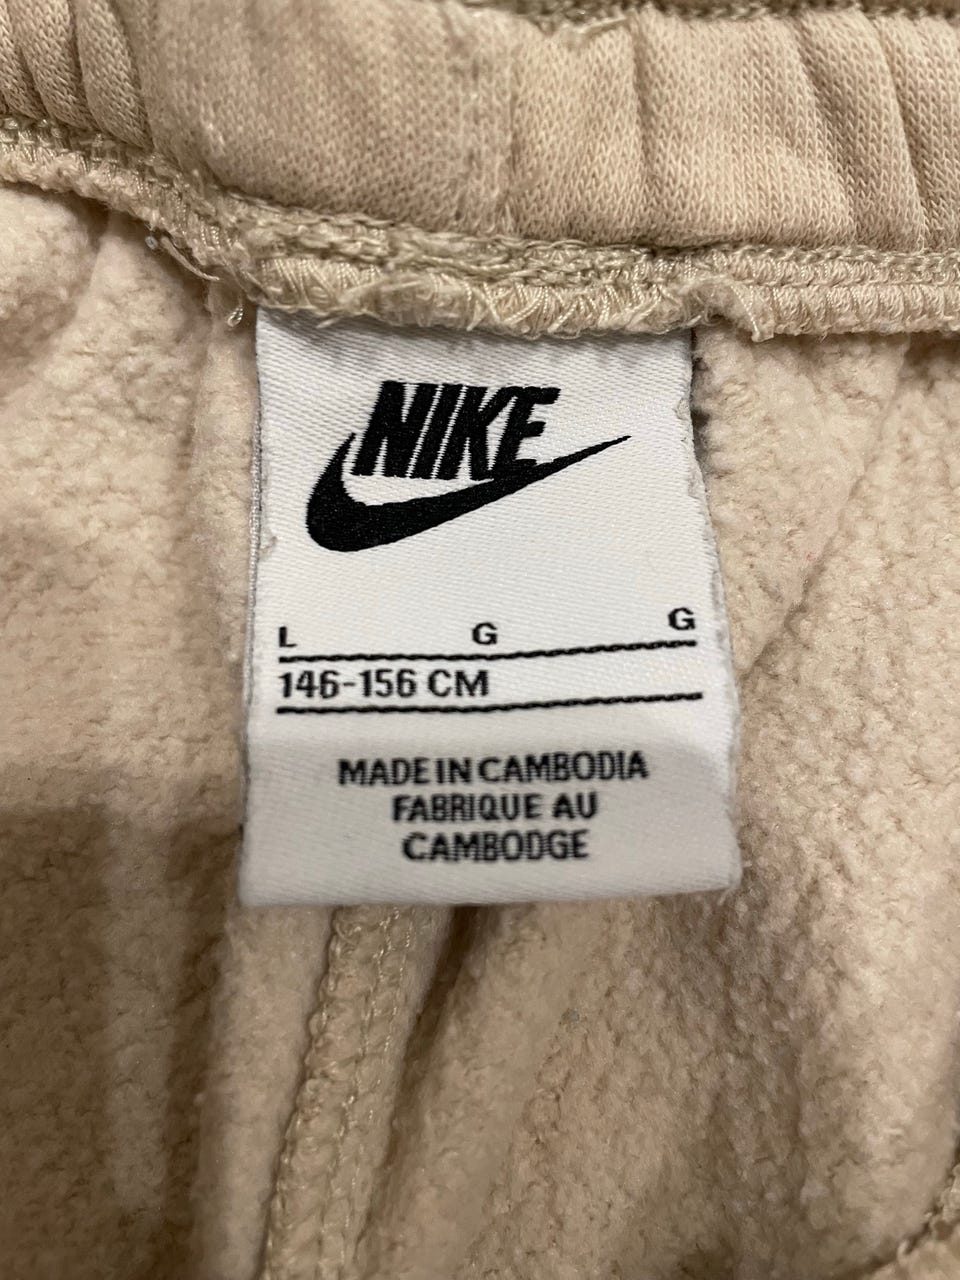 NIKE
L G G
146-156 CM
MADE IN CAMBODIA
FABRIQUE AU
CAMBODGE